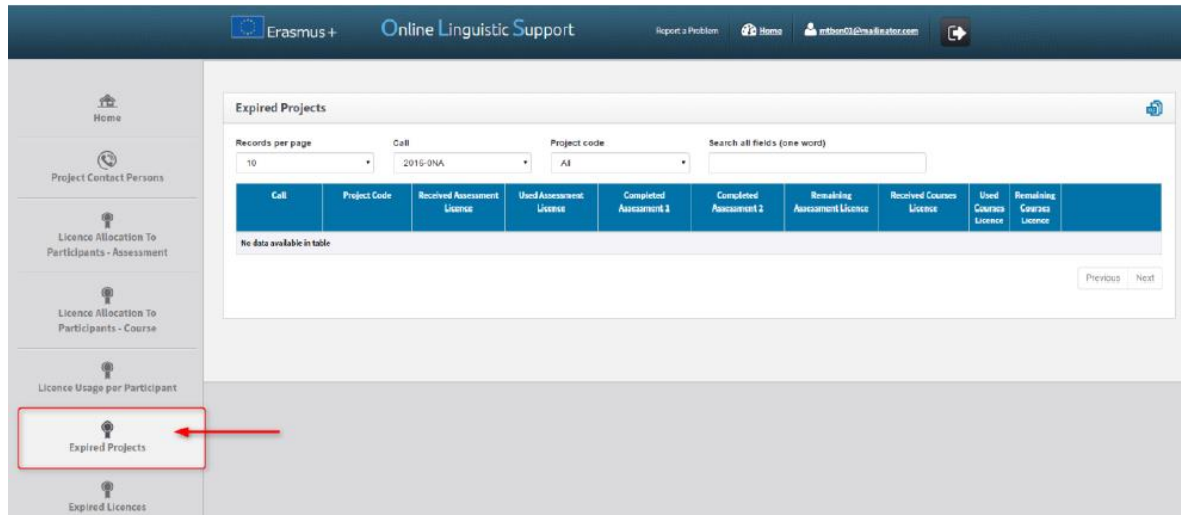 Erasmus+
Online Linguistic Support
Report a Problem
Home
mtbon01@mailinator.com
Home
Project Contact Persons
Licence Allocation To
Participants - Assessment
Licence Allocation To
Participants - Course
Licence Usage per Participant
Expired Projects
Expired Licences
Expired Projects
Records per page
Call
Project code
Search all fields (one word)
10
2016-0NA
All
Call
Project Code
Received Assessment
Licence
Used Assessment
Licence
Completed
Assessment 1
Completed
Assessment 2
Remaining
Assessment Licence
Received Courses
Licence
Used
Courses
Licence
Remaining
Courses
Licence
No data available in table
Previous
Next